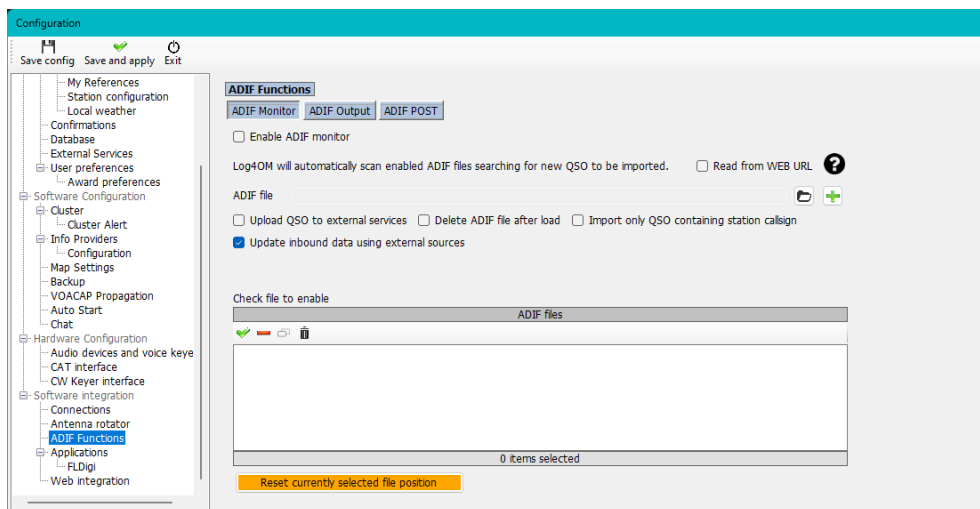 Configuration
Save config Save and apply Exit
My References
Station configuration
Local weather
Confirmations
Database
External Services
User preferences
Award preferences
Software Configuration
Cluster
Cluster Alert
Info Providers
Configuration
Map Settings
Backup
VOACAP Propagation
Auto Start
Chat
Hardware Configuration
Audio devices and voice keye
CAT interface
CW Keyer interface
Software integration
Connections
Antenna rotator
ADIF Functions
Applications
FLDigi
Web integration
ADIF Functions
ADIF Monitor ADIF Output ADIF POST
Enable ADIF monitor
Log4OM will automatically scan enabled ADIF files searching for new QSO to be imported. Read from WEB URL ?
ADIF file
Upload QSO to external services Delete ADIF file after load Import only QSO containing station callsign
Update inbound data using external sources
Check file to enable
ADIF files
0 items selected
Reset currently selected file position